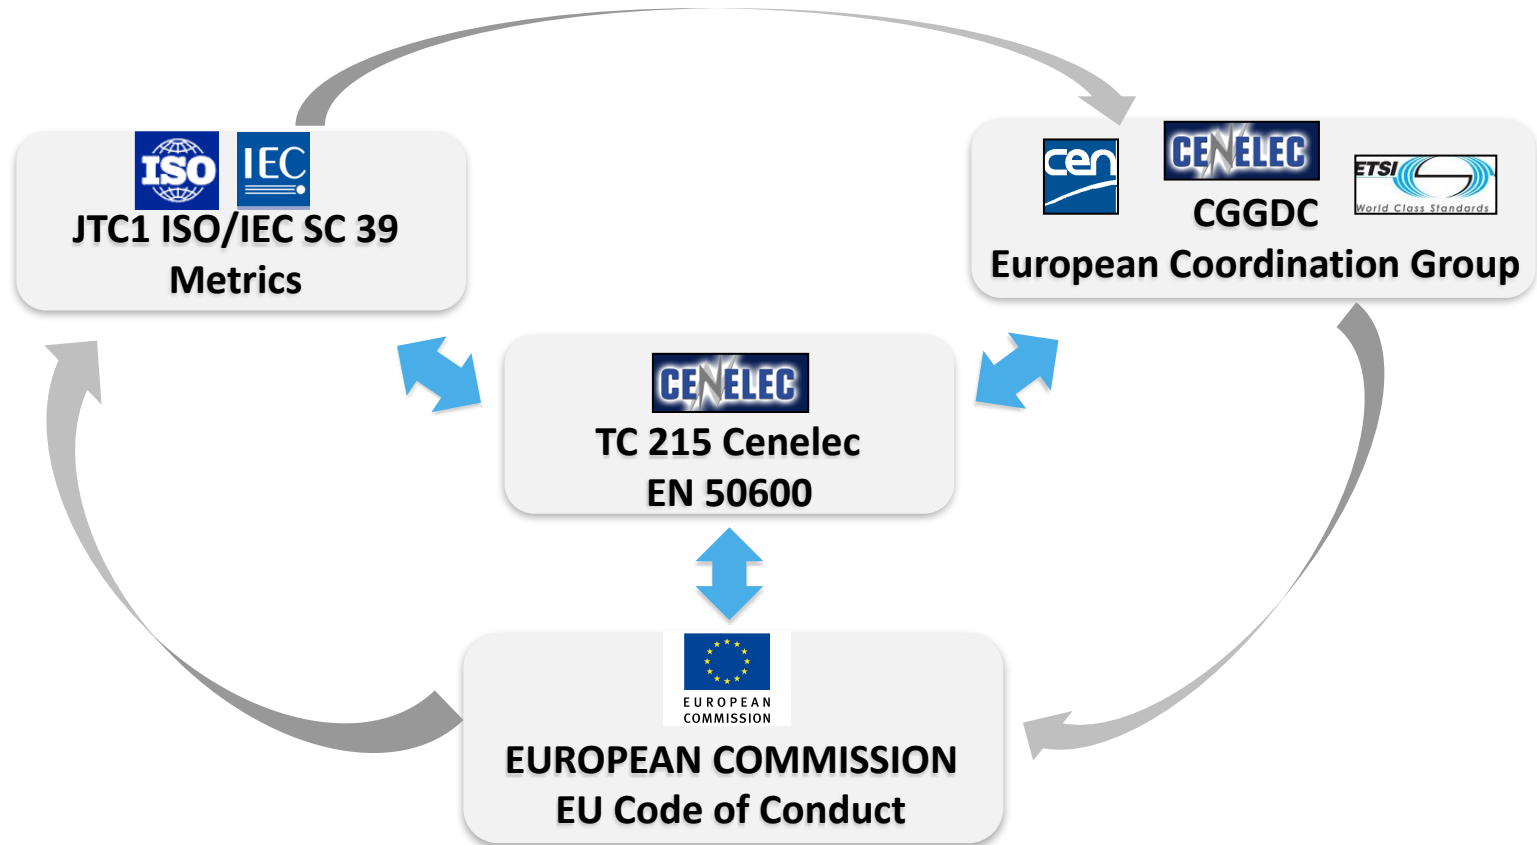 ISO
IEC
JTC1 ISO/IEC SC 39
Metrics
cen
CENELEC
ETSI
World Class Standards
CGGDC
European Coordination Group
CENELEC
TC 215 Cenelec
EN 50600
EUROPEAN
COMMISSION
EUROPEAN COMMISSION
EU Code of Conduct